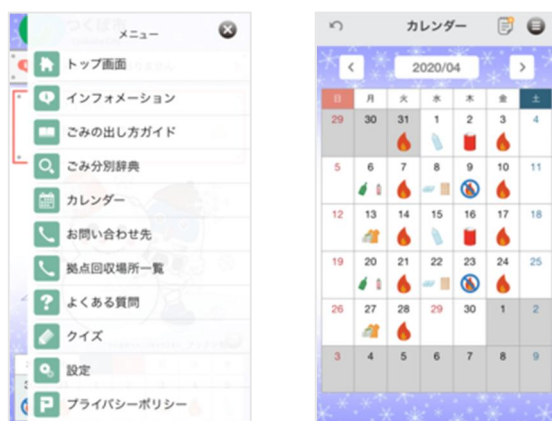 つくば市
メニュー
トップ画面
インフォメーション
ごみの出し方ガイド
ごみ分別辞典
カレンダー
お問い合わせ先
拠点回収場所一覧
よくある質問
クイズ
設定
プライバシーポリシー
カレンダー
2020/04
日 月 火 水 木 金 土
29 30 31 1 2 3 4
5 6 7 8 9 10 11
12 13 14 15 16 17 18
19 20 21 22 23 24 25
26 27 28 29 30 1 2
3 4 5 6 7 8 9